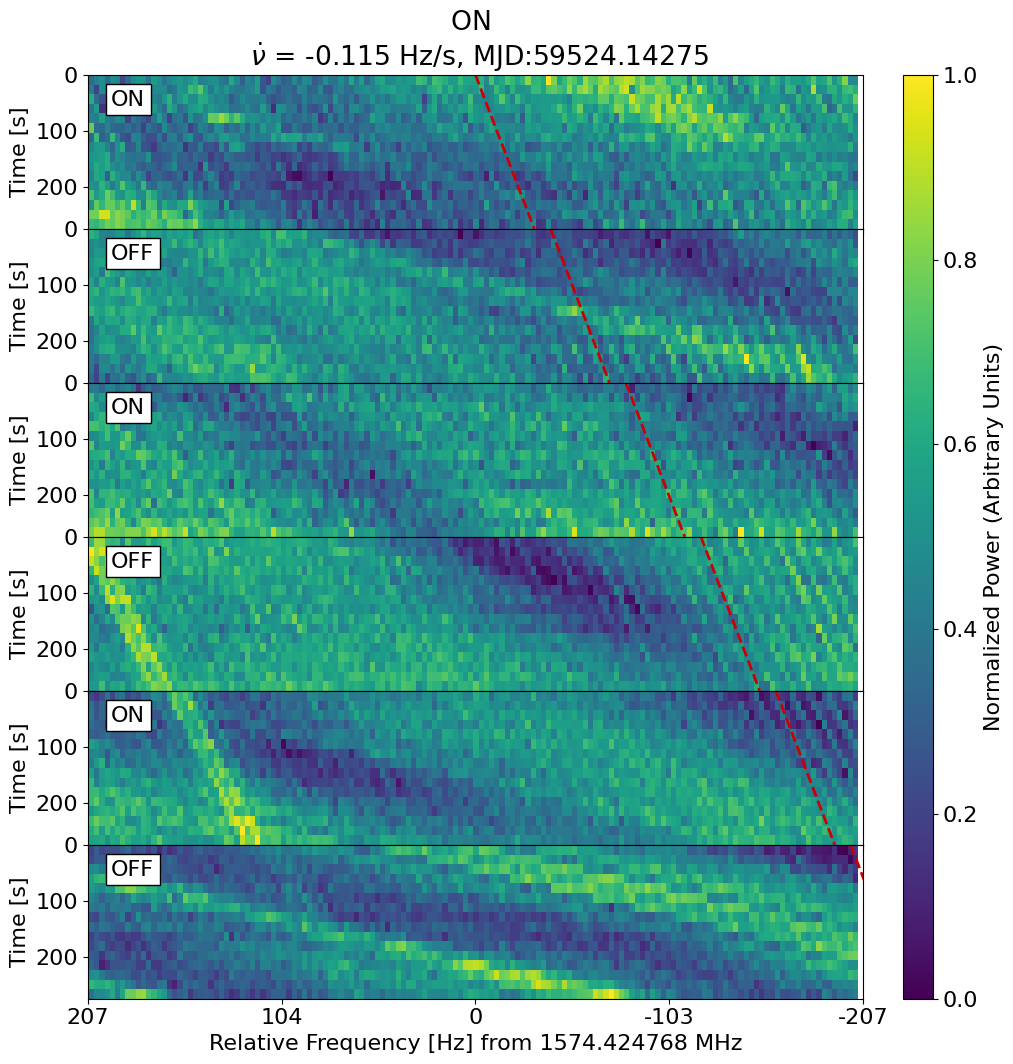 ON
ν̇ = -0.115 Hz/s, MJD:59524.14275
ON
OFF
ON
OFF
ON
OFF
0
100
200
0
100
200
0
100
200
0
100
200
0
100
200
0
100
200
Time [s]
Time [s]
Time [s]
Time [s]
Time [s]
Time [s]
207
104
0
-103
-207
Relative Frequency [Hz] from 1574.424768 MHz
1.0
0.8
0.6
0.4
0.2
0.0
Normalized Power (Arbitrary Units)